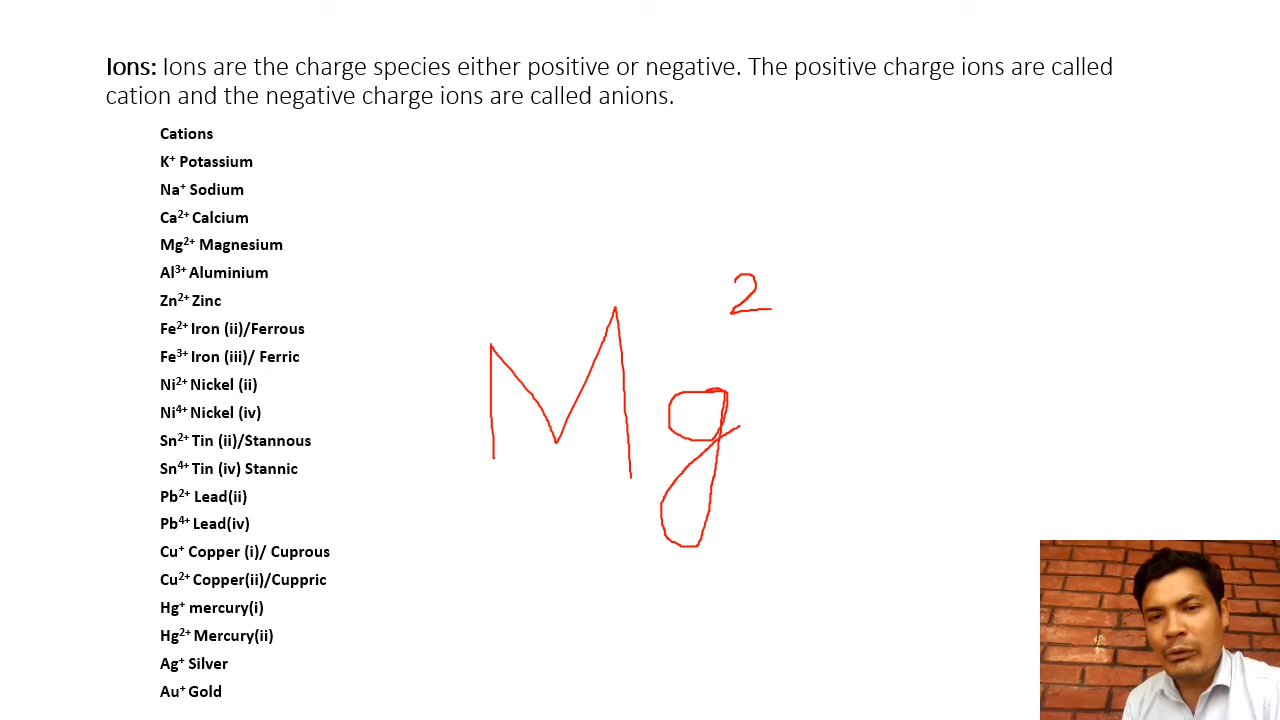 Ions: Ions are the charge species either positive or negative. The positive charge ions are called
cation and the negative charge ions are called anions.
Cations
K⁺ Potassium
Na⁺ Sodium
Ca²⁺ Calcium
Mg²⁺ Magnesium
Al³⁺ Aluminium
Zn²⁺ Zinc
Fe²⁺ Iron (ii)/Ferrous
Fe³⁺ Iron (iii)/ Ferric
Ni²⁺ Nickel (ii)
Ni⁴⁺ Nickel (iv)
Sn²⁺ Tin (ii)/Stannous
Sn⁴⁺ Tin (iv) Stannic
Pb²⁺ Lead(ii)
Pb⁴⁺ Lead(iv)
Cu⁺ Copper (i)/ Cuprous
Cu²⁺ Copper(ii)/Cuppric
Hg⁺ mercury(i)
Hg²⁺ Mercury(ii)
Ag⁺ Silver
Au⁺ Gold
Mg²